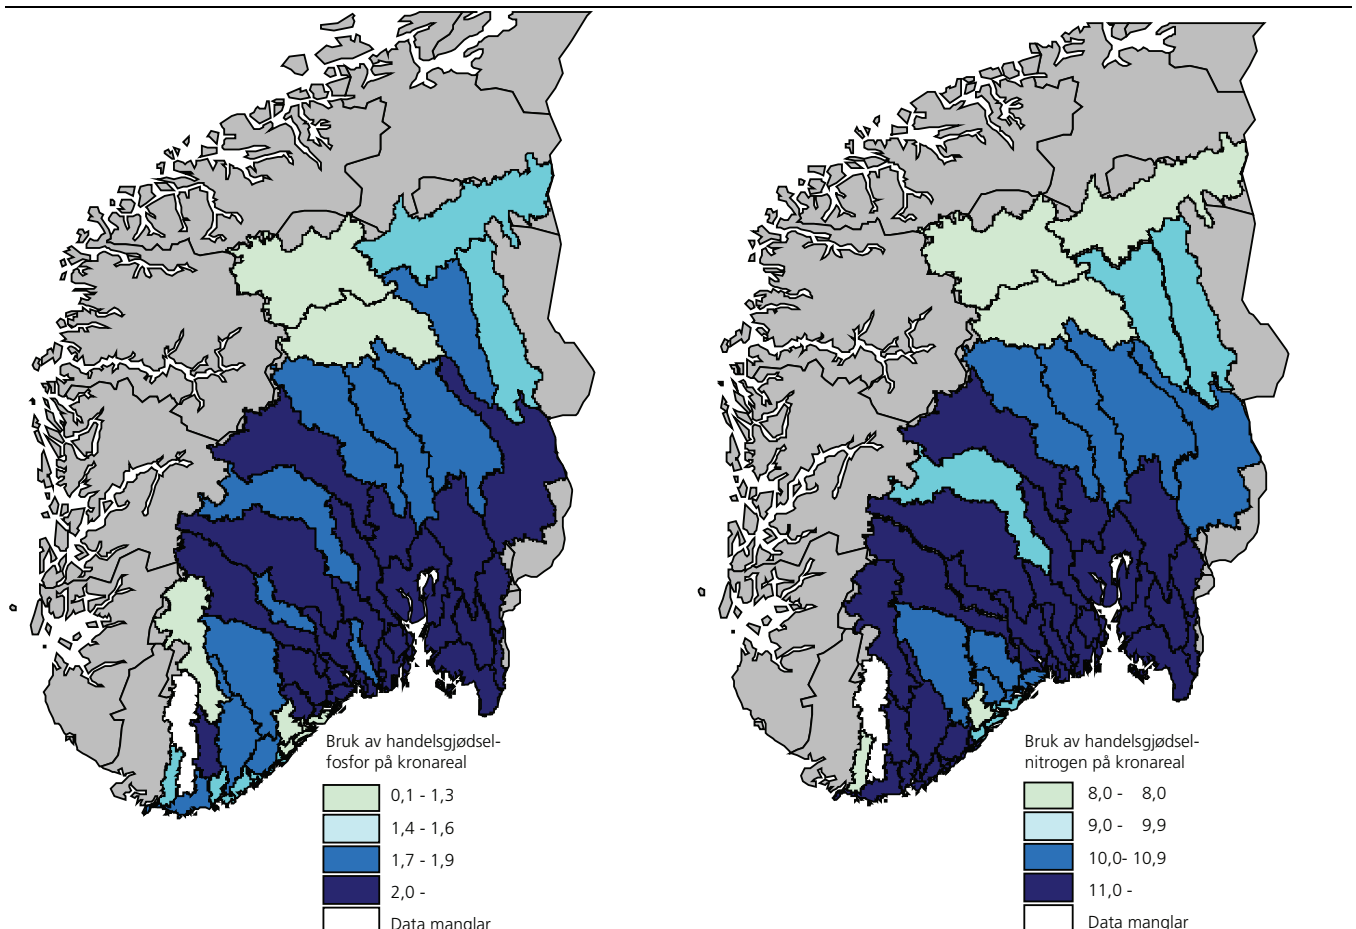 Bruk av handelsgjødsel-
fosfor på kronareal
0,1 - 1,3
1,4 - 1,6
1,7 - 1,9
2,0 -
Data manglar
Bruk av handelsgjødsel-
nitrogen på kronareal
8,0 - 8,0
9,0 - 9,9
10,0- 10,9
11,0 -
Data manglar